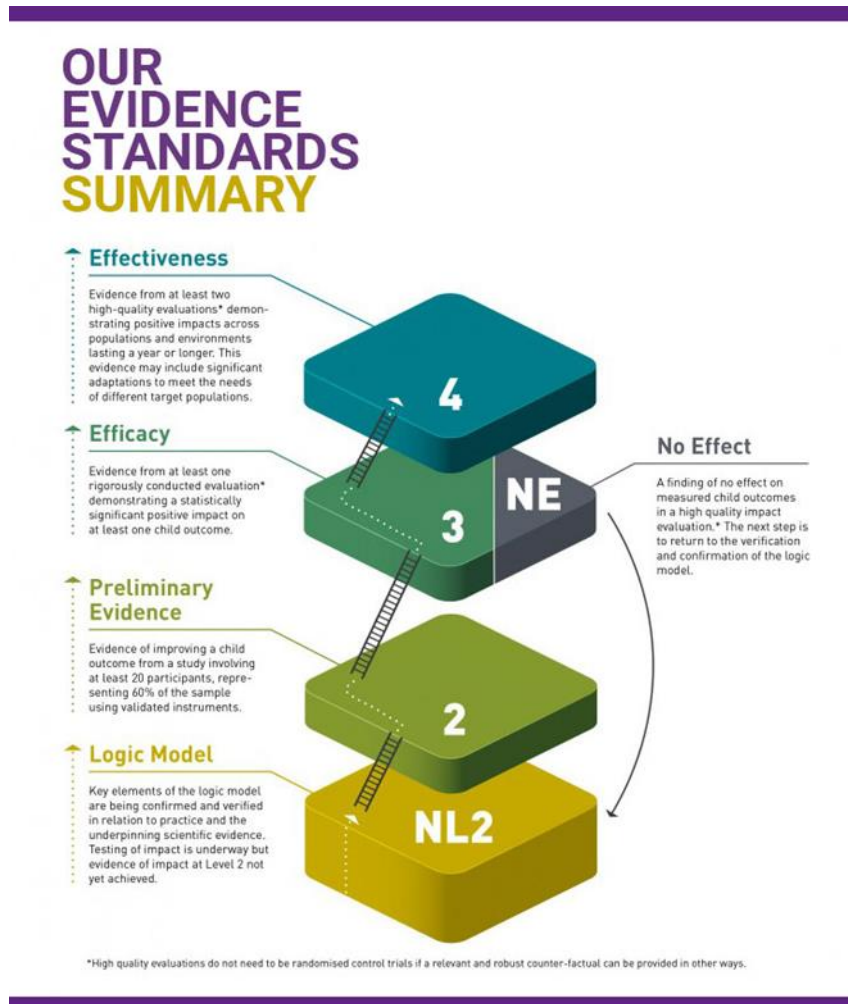 OUR
EVIDENCE
STANDARDS
SUMMARY
Effectiveness
Evidence from at least two
high-quality evaluations* demon-
strating positive impacts across
populations and environments
lasting a year or longer. This
evidence may include significant
adaptations to meet the needs
of different target populations.
4
Efficacy
Evidence from at least one
rigorously conducted evaluation*
demonstrating a statistically
significant positive impact on
at least one child outcome.
3
NE
No Effect
A finding of no effect on
measured child outcomes
in a high quality impact
evaluation.* The next step is
to return to the verification
and confirmation of the logic
model.
Preliminary
Evidence
Evidence of improving a child
outcome from a study involving
at least 20 participants, repre-
senting 60% of the sample
using validated instruments.
2
Logic Model
Key elements of the logic model
are being confirmed and verified
in relation to practice and the
underpinning scientific evidence.
Testing of impact is underway but
evidence of impact at Level 2 not
yet achieved.
NL2
*High quality evaluations do not need to be randomised control trials if a relevant and robust counter-factual can be provided in other ways.